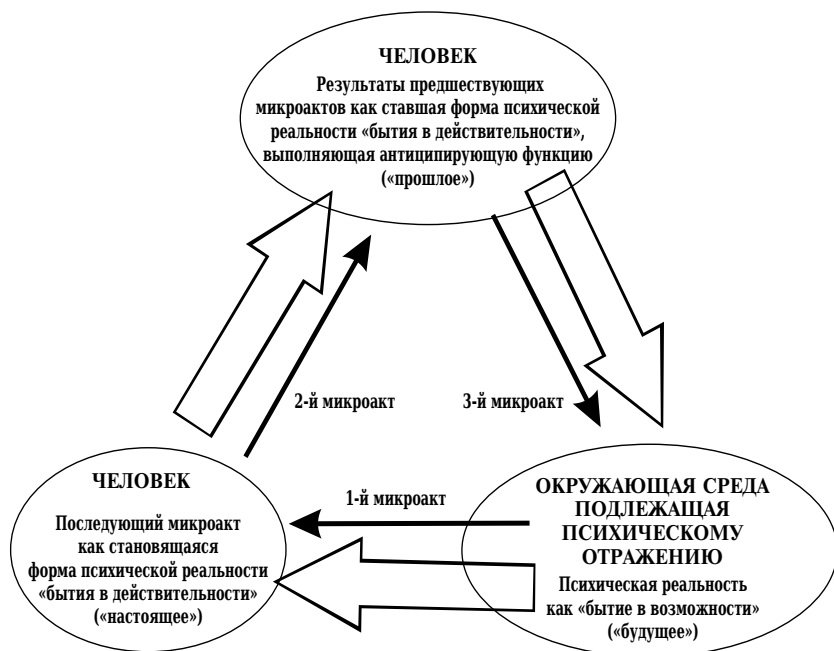 ЧЕЛОВЕК
Результаты предшествующих
микроактов как ставшая форма психической
реальности «бытия в действительности»,
выполняющая антиципирующую функцию
(«прошлое»)
2-й микроакт
3-й микроакт
ЧЕЛОВЕК
Последующий микроакт
как становящаяся
форма психической реальности
«бытия в действительности»
(«настоящее»)
1-й микроакт
ОКРУЖАЮЩАЯ СРЕДА
ПОДЛЕЖАЩАЯ
ПСИХИЧЕСКОМУ
ОТРАЖЕНИЮ
Психическая реальность
как «бытие в возможности»
(«будущее»)